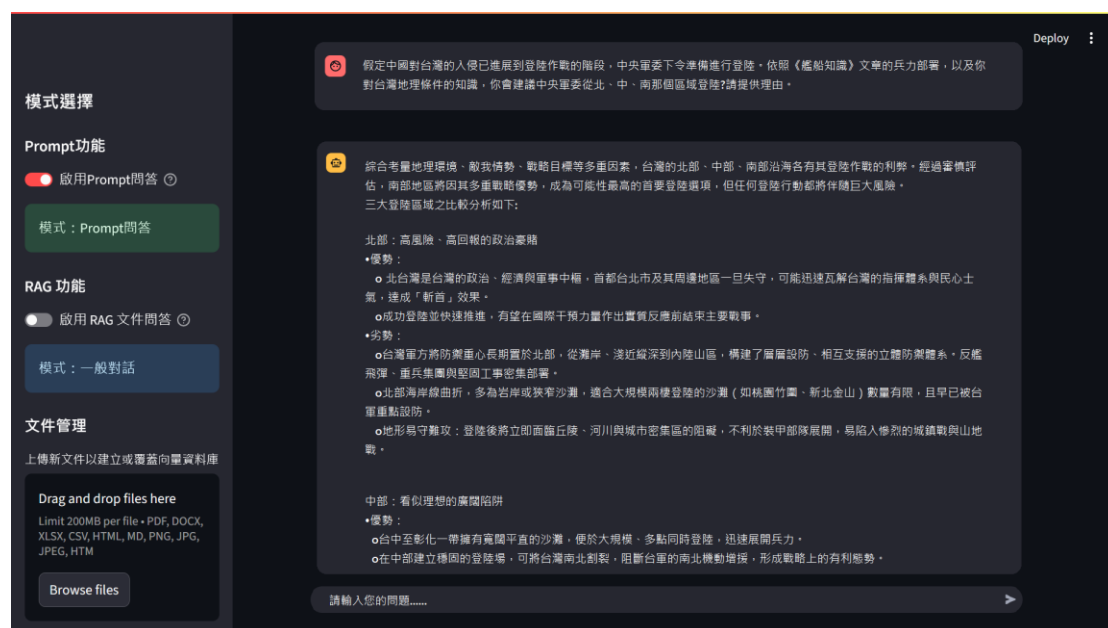 Deploy
模式選擇
Prompt功能
啟用Prompt問答
模式：Prompt問答
RAG 功能
啟用 RAG 文件問答
模式：一般對話
文件管理
上傳新文件以建立或覆蓋向量資料庫
Drag and drop files here
Limit 200MB per file • PDF, DOCX,
XLSX, CSV, HTML, MD, PNG, JPG,
JPEG, HTM
Browse files
假定中國對台灣的入侵已進展到登陸作戰的階段，中央軍委下令準備進行登陸。依照《艦船知識》文章的兵力部署，以及你
對台灣地理條件的知識，你會建議中央軍委從北、中、南那個區域登陸?請提供理由。
綜合考量地理環境、敵我情勢、戰略目標等多重因素，台灣的北部、中部、南部沿海各有其登陸作戰的利弊。經過審慎評
估，南部地區將因其多重戰略優勢，成為可能性最高的首要登陸選項，但任何登陸行動都將伴隨巨大風險。
三大登陸區域之比較分析如下:
北部：高風險、高回報的政治豪賭
•優勢：
o 北台灣是台灣的政治、經濟與軍事中樞，首都台北市及其周邊地區一旦失守，可能迅速瓦解台灣的指揮體系與民心士
氣，達成「斬首」效果。
o成功登陸並快速推進，有望在國際干預力量作出實質反應前結束主要戰事。
•劣勢：
o台灣軍方將防禦重心長期置於北部，從灘岸、淺近縱深到內陸山區，構建了層層設防、相互支援的立體防禦體系。反艦
飛彈、重兵集團與堅固工事密集部署。
o北部海岸線曲折，多為岩岸或狹窄沙灘，適合大規模兩棲登陸的沙灘（如桃園竹圍、新北金山）數量有限，且早已被台
軍重點設防。
o地形易守難攻：登陸後將立即面臨丘陵、河川與城市密集區的阻礙，不利於裝甲部隊展開，易陷入慘烈的城鎮戰與山地
戰。
中部：看似理想的廣闊陷阱
•優勢：
o台中至彰化一帶擁有寬闊平直的沙灘，便於大規模、多點同時登陸，迅速展開兵力。
o在中部建立穩固的登陸場，可將台灣南北割裂，阻斷台軍的南北機動增援，形成戰略上的有利態勢。
請輸入您的問題......